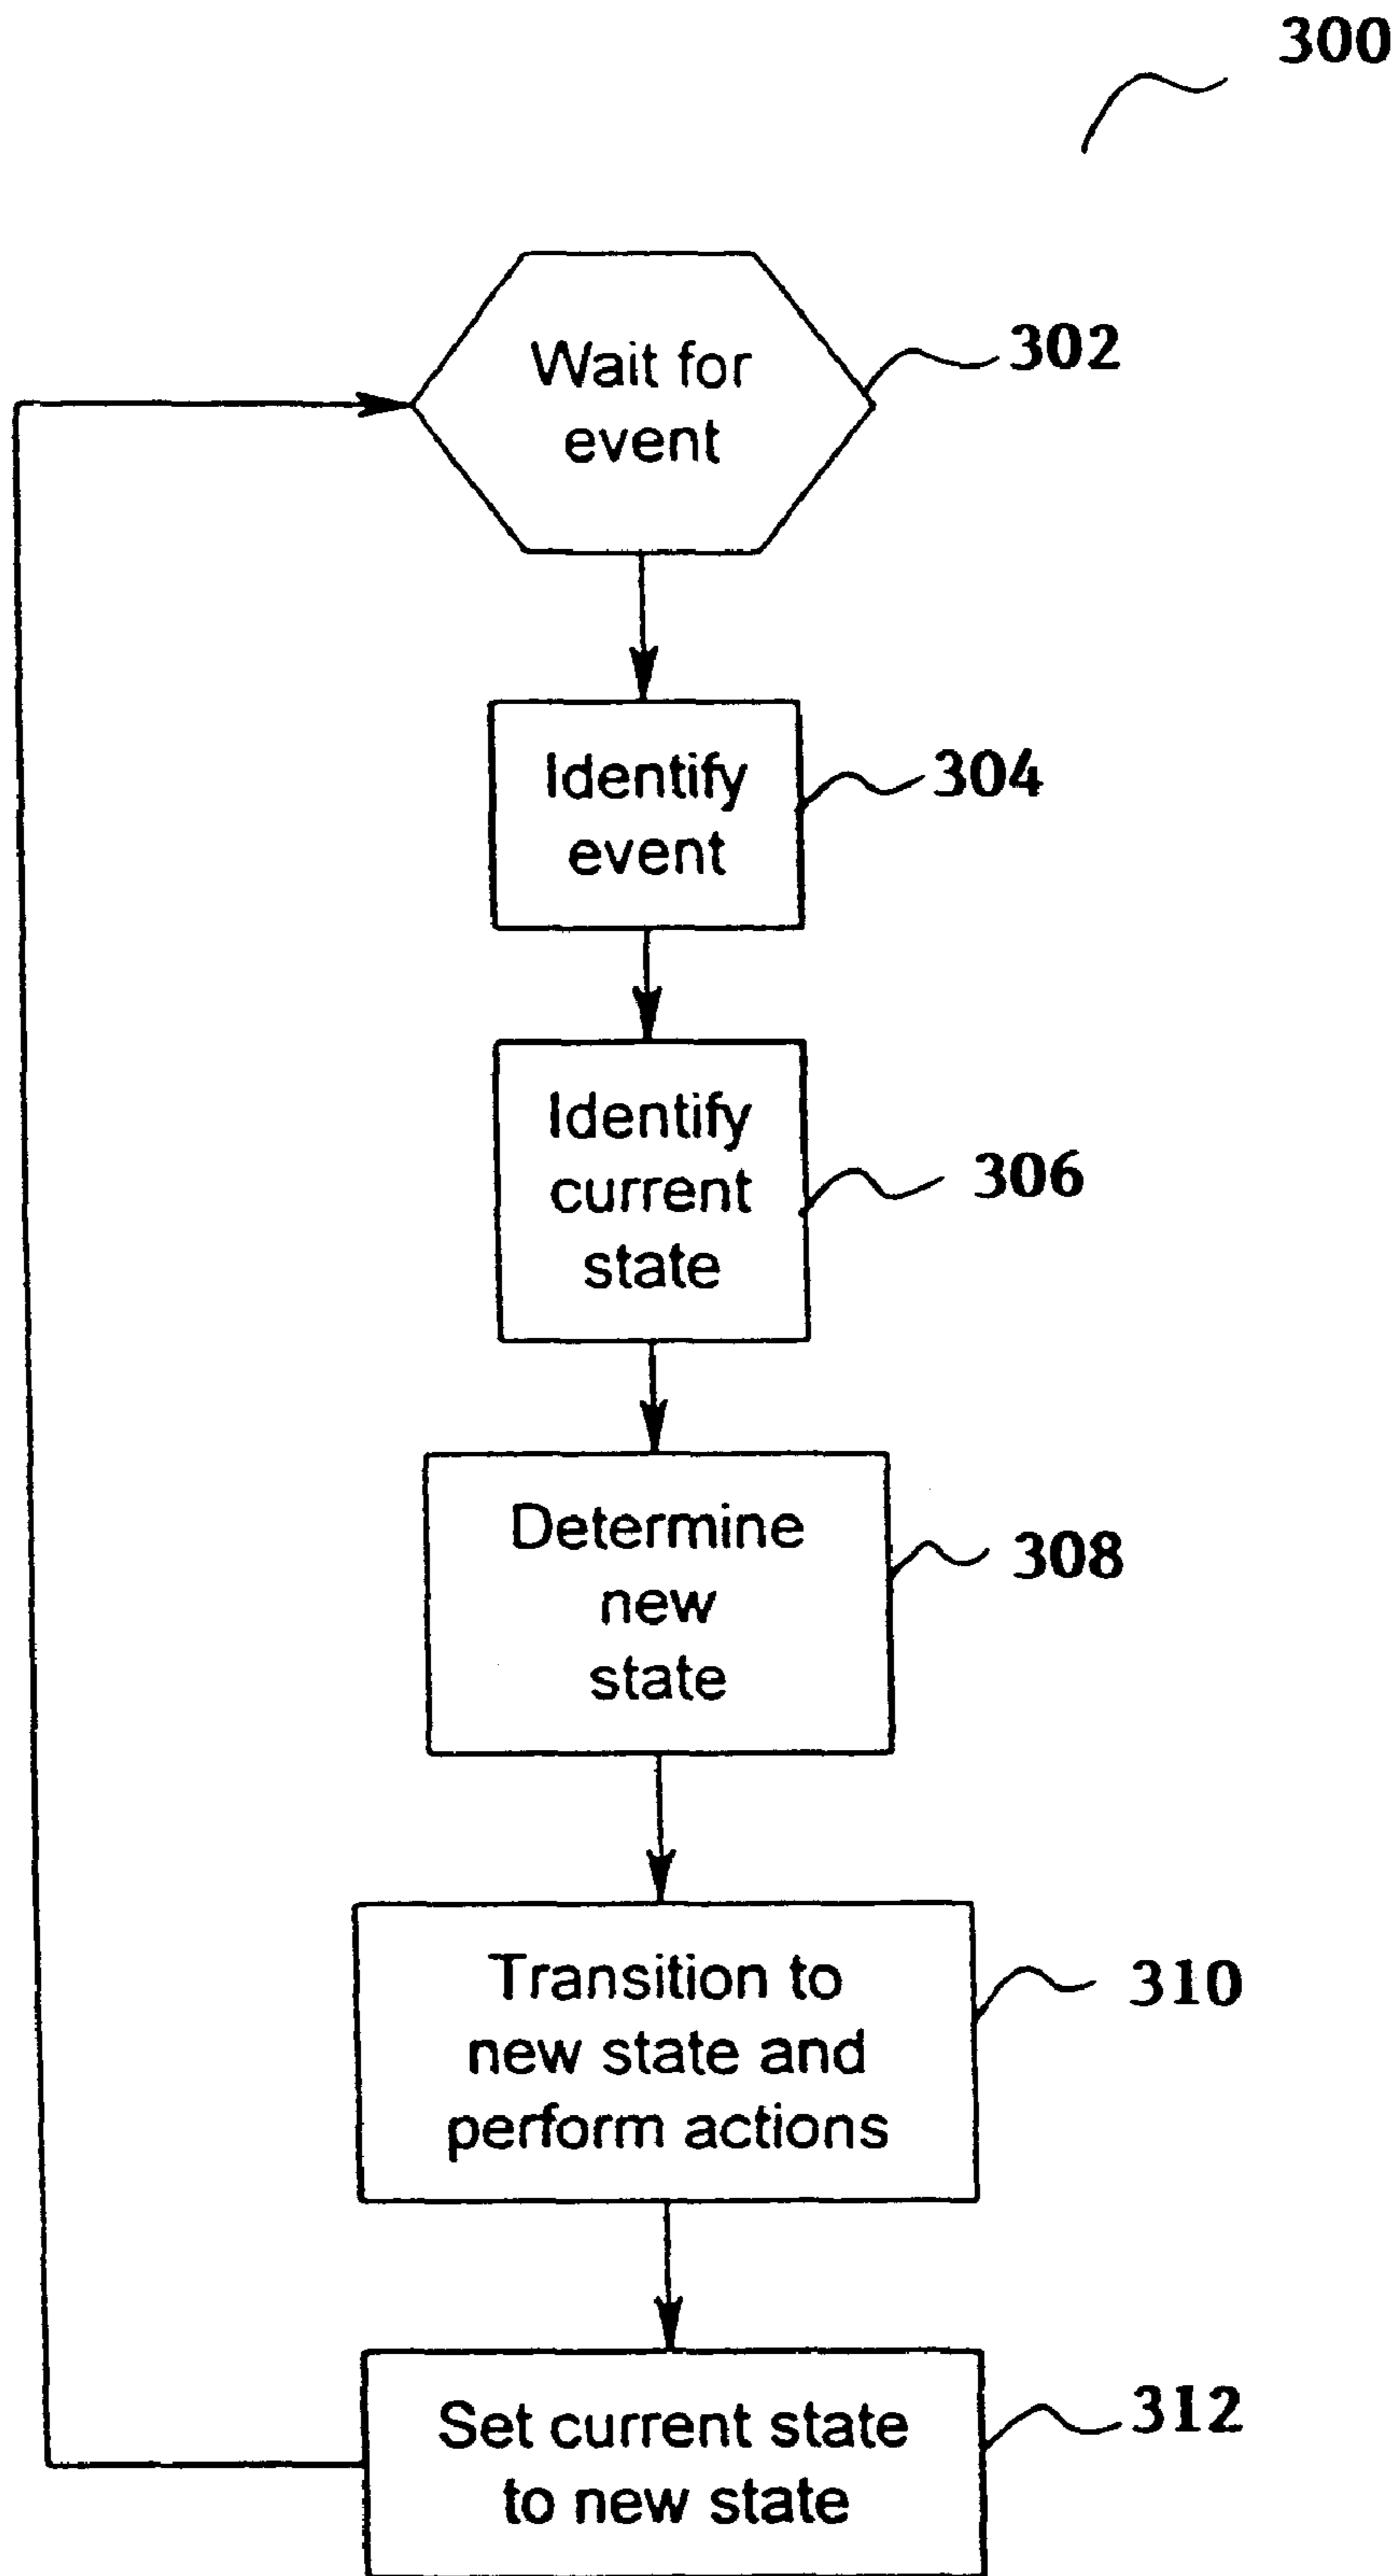 300
Wait for
event
302
Identify
event
304
Identify
current
state
306
Determine
new
state
308
Transition to
new state and
perform actions
310
Set current state
to new state
312